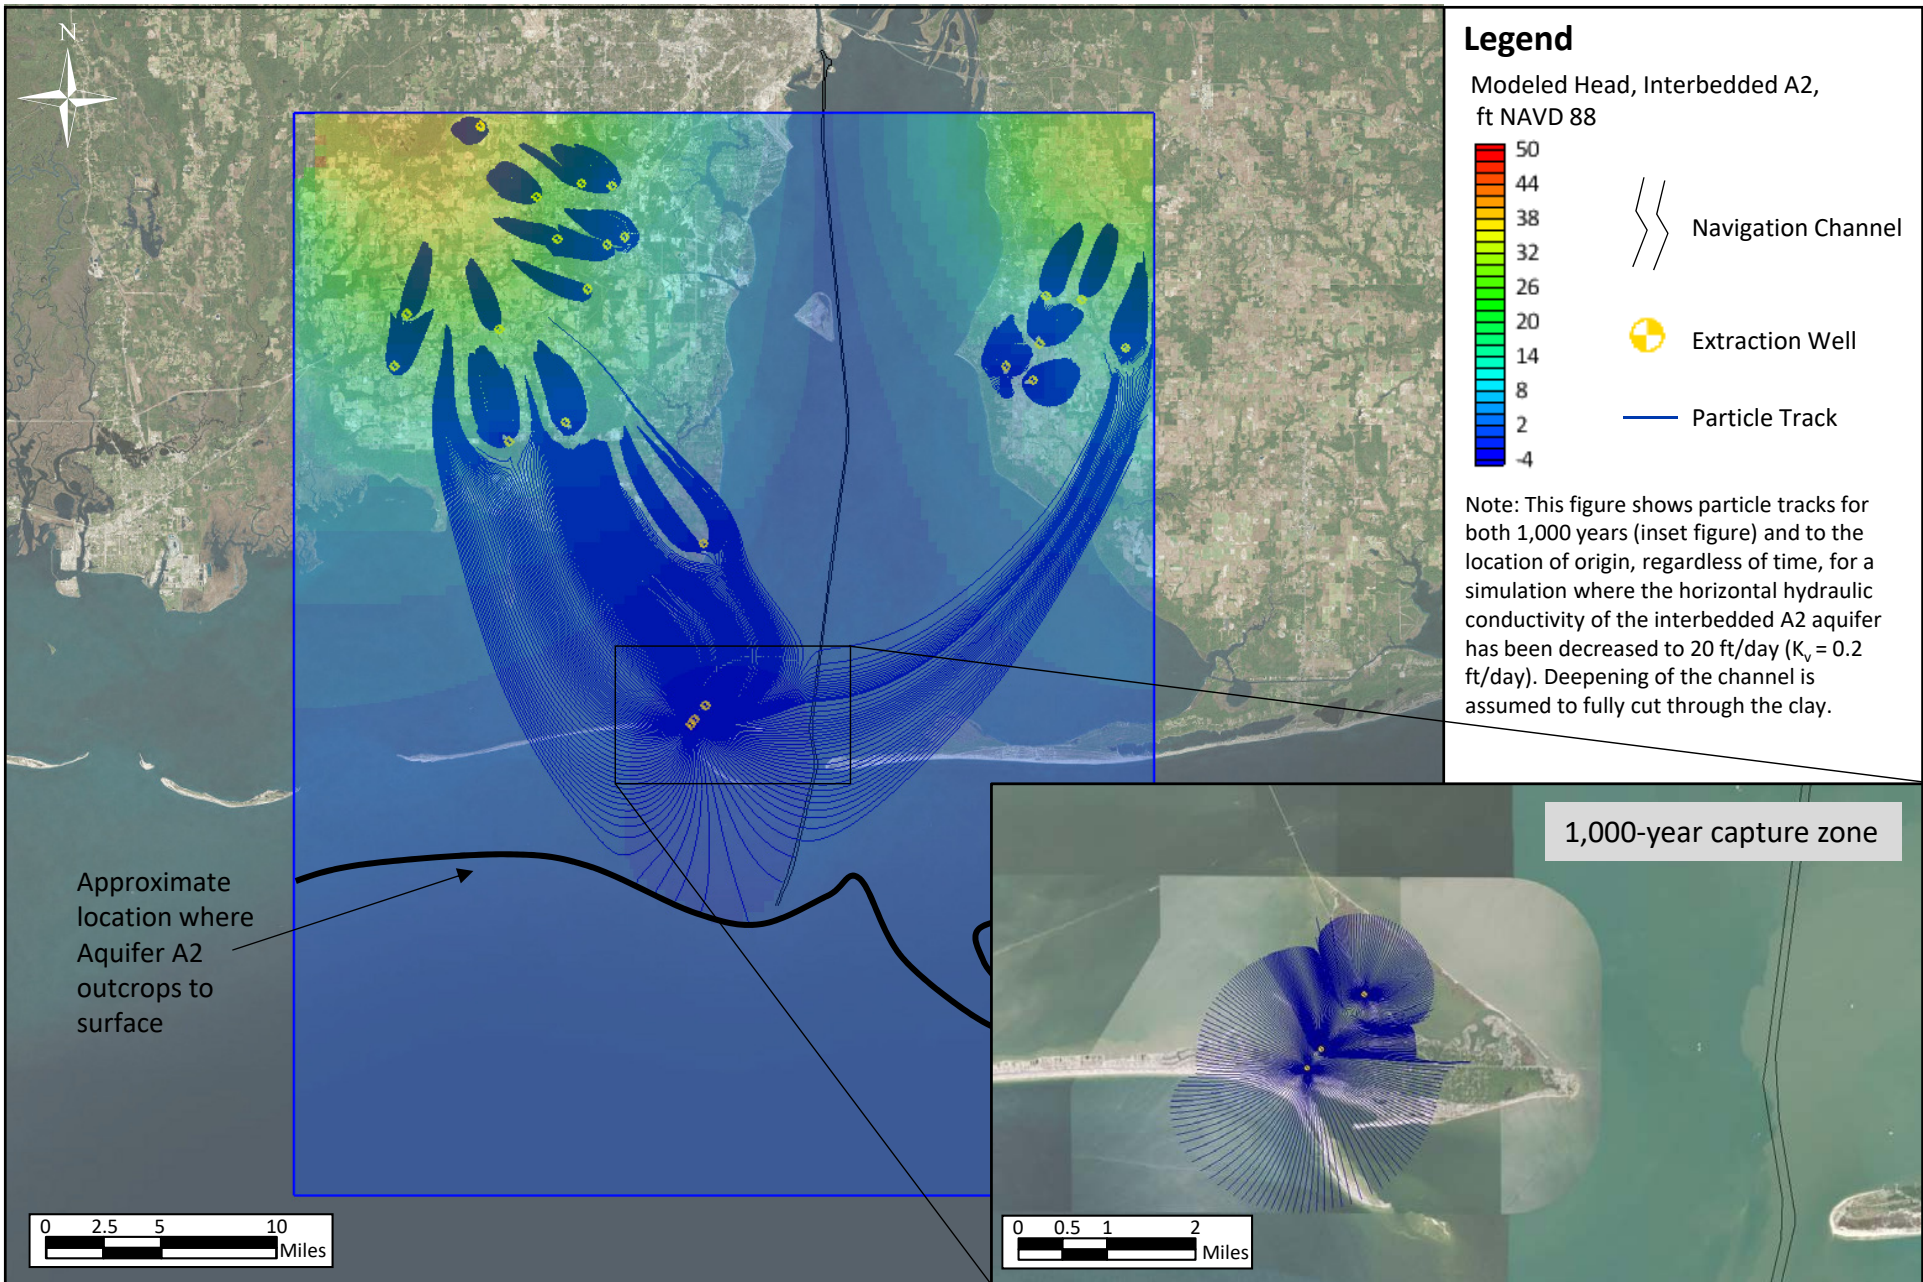 N
Legend
Modeled Head, Interbedded A2,
ft NAVD 88
50
44
38
32
26
20
14
8
2
-4
Navigation Channel
Extraction Well
Particle Track
Note: This figure shows particle tracks for
both 1,000 years (inset figure) and to the
location of origin, regardless of time, for a
simulation where the horizontal hydraulic
conductivity of the interbedded A2 aquifer
has been decreased to 20 ft/day (Kv = 0.2
ft/day). Deepening of the channel is
assumed to fully cut through the clay.
Approximate
location where
Aquifer A2
outcrops to
surface
1,000-year capture zone
0 2.5 5 10
Miles
0 0.5 1 2
Miles